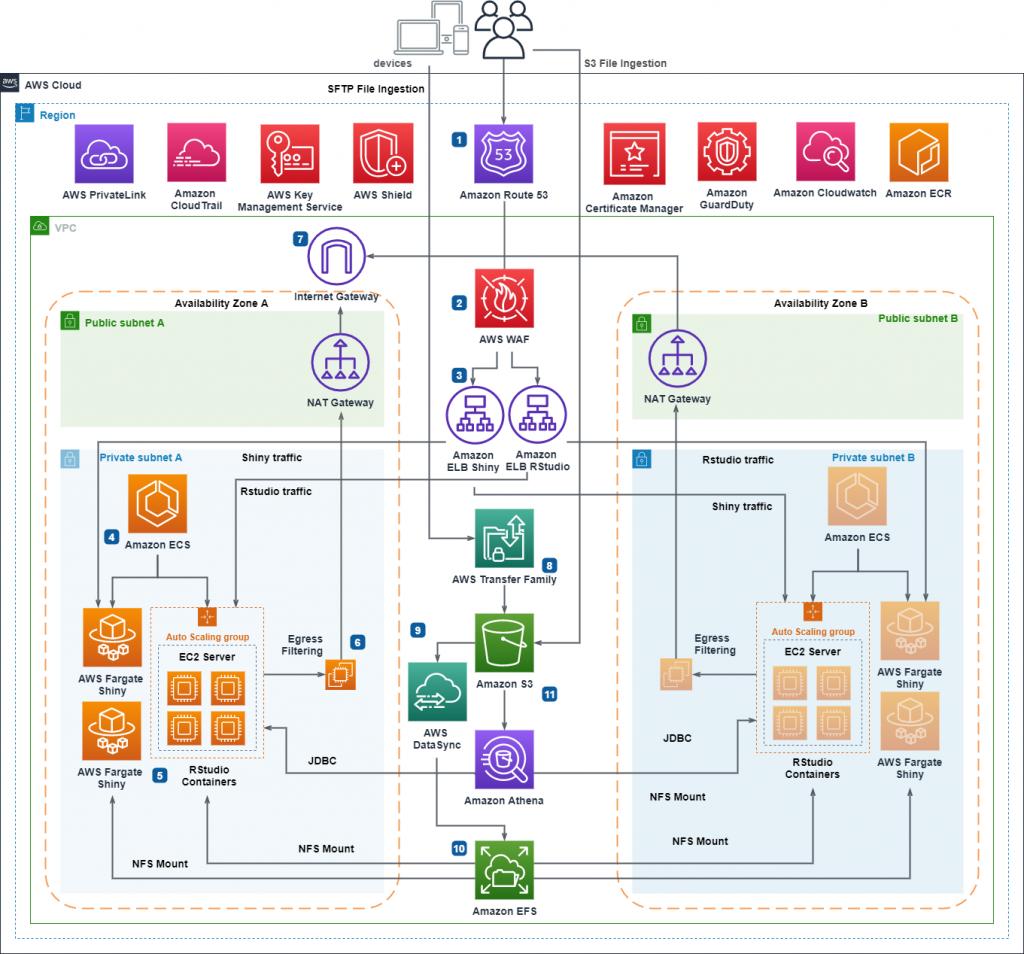 devices
S3 File Ingestion
aws
AWS Cloud
SFTP File Ingestion
Region
1
53
AWS PrivateLink
Amazon
CloudTrail
AWS Key
Management Service
AWS Shield
Amazon Route 53
Amazon
Certificate Manager
Amazon
GuardDuty
Amazon Cloudwatch
Amazon ECR
VPC
7
Internet Gateway
2
AWS WAF
Availability Zone A
Public subnet A
NAT Gateway
Availability Zone B
Public subnet B
NAT Gateway
3
Amazon
ELB Shiny
Amazon
ELB RStudio
Private subnet A
Shiny traffic
Rstudio traffic
Rstudio traffic
Private subnet B
Shiny traffic
4
Amazon ECS
Amazon ECS
8
AWS Transfer Family
Auto Scaling group
EC2 Server
Egress
Filtering
6
9
Amazon S3
11
Egress
Filtering
Auto Scaling group
EC2 Server
AWS Fargate
Shiny
AWS Fargate
Shiny
AWS
DataSync
JDBC
JDBC
AWS Fargate
Shiny
5
RStudio
Containers
Amazon Athena
RStudio
Containers
AWS Fargate
Shiny
NFS Mount
NFS Mount
NFS Mount
NFS Mount
10
Amazon EFS